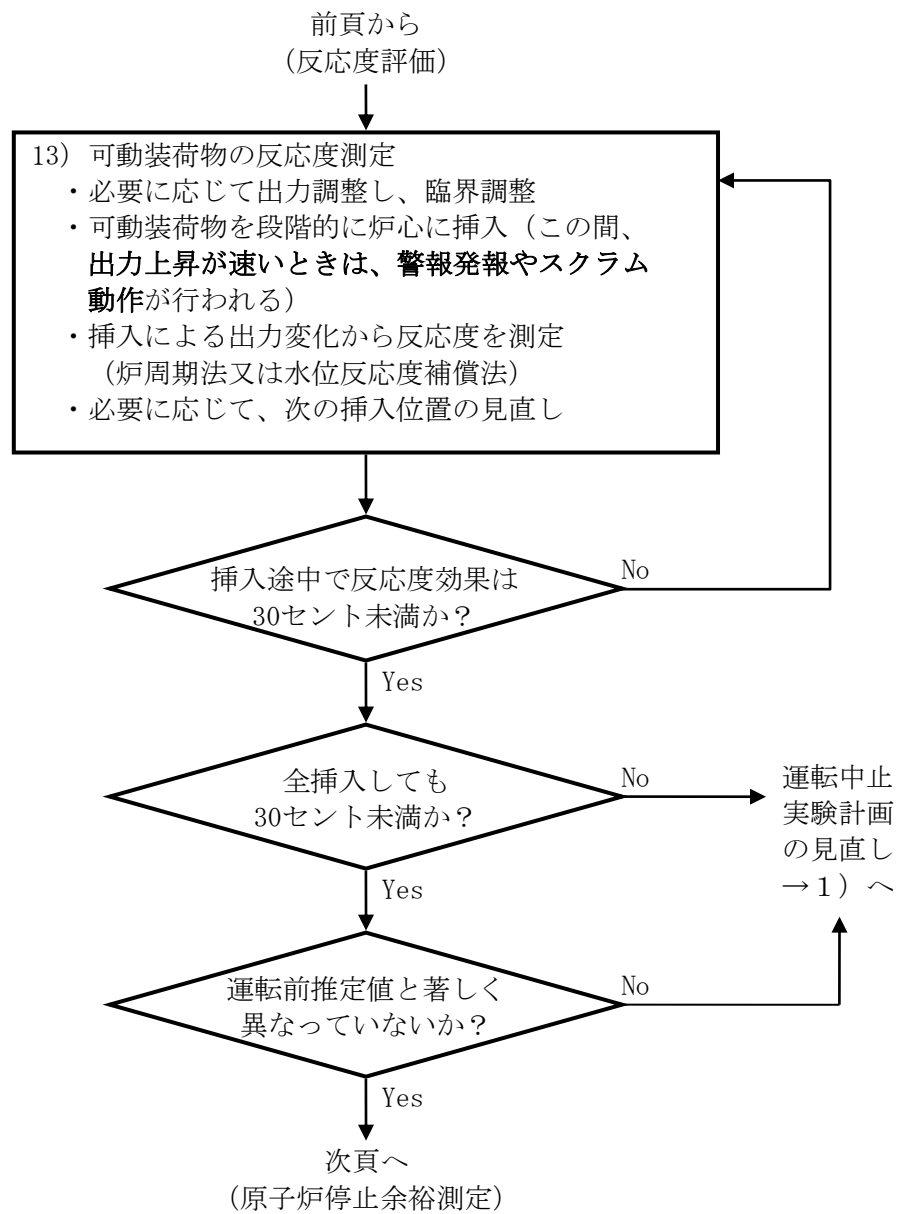 前頁から
(反応度評価)
13) 可動装荷物の反応度測定
・必要に応じて出力調整し、臨界調整
・可動装荷物を段階的に炉心に挿入（この間、
出力上昇が速いときは、警報発報やスクラム
動作が行われる）
・挿入による出力変化から反応度を測定
（炉周期法又は水位反応度補償法）
・必要に応じて、次の挿入位置の見直し
挿入途中で反応度効果は
30セント未満か？
No
Yes
全挿入しても
30セント未満か？
No
運転中止
実験計画
の見直し
→１）へ
Yes
運転前推定値と著しく
異なっていないか？
No
Yes
次頁へ
(原子炉停止余裕測定)